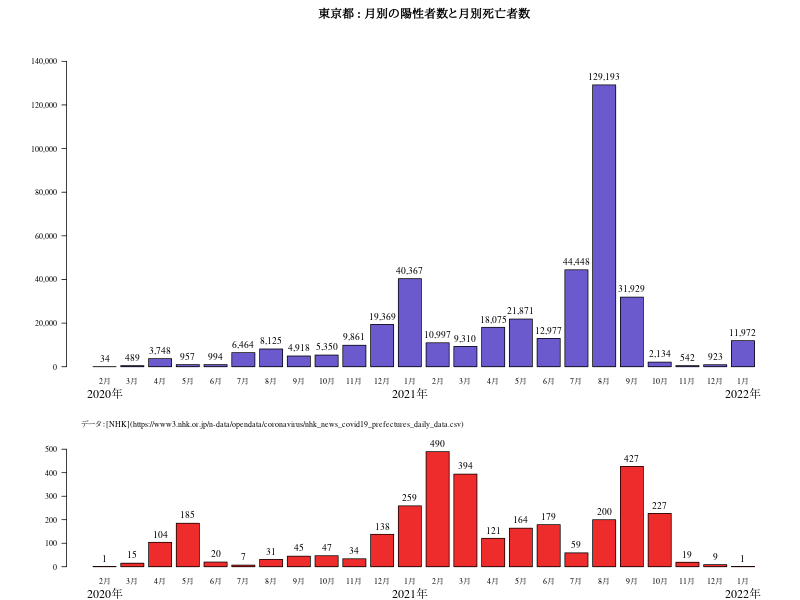 東京都 : 月別の陽性者数と月別死亡者数
140,000
120,000
100,000
80,000
60,000
40,000
20,000
0
34 489 3,748 957 994 6,464 8,125 4,918 5,350 9,861 19,369 40,367 10,997 9,310 18,075 21,871 12,977 44,448 129,193 31,929 2,134 542 923 11,972
2月 3月 4月 5月 6月 7月 8月 9月 10月 11月 12月 1月 2月 3月 4月 5月 6月 7月 8月 9月 10月 11月 12月 1月
2020年 2021年 2022年
データ : [NHK](https://www3.nhk.or.jp/n-data/opendata/coronavirus/nhk_news_covid19_prefectures_daily_data.csv)
500
400
300
200
100
0
1 15 104 185 20 7 31 45 47 34 138 259 490 394 121 164 179 59 200 427 227 19 9 1
2月 3月 4月 5月 6月 7月 8月 9月 10月 11月 12月 1月 2月 3月 4月 5月 6月 7月 8月 9月 10月 11月 12月 1月
2020年 2021年 2022年